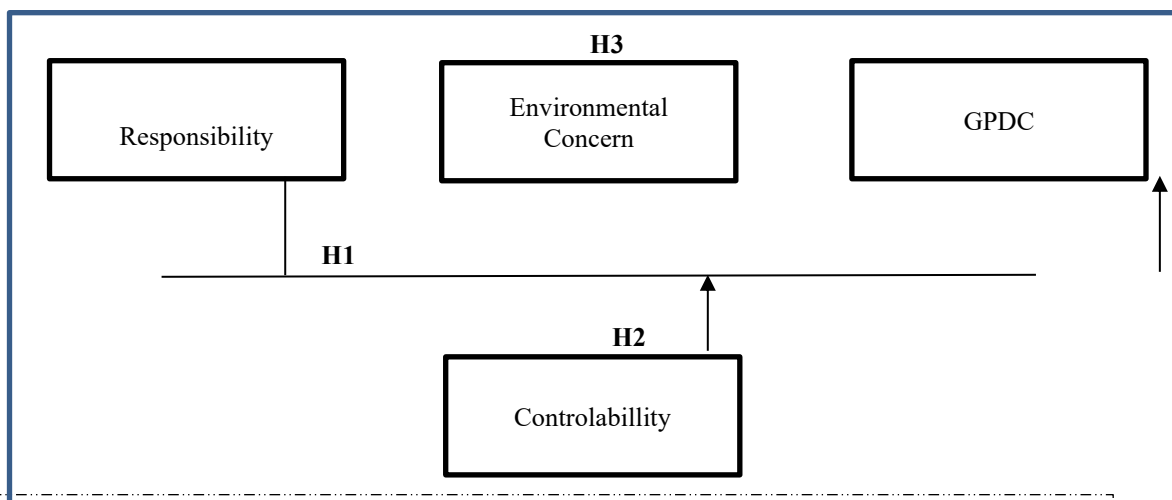 H3
Responsibility
Environmental
Concern
GPDC
H1
H2
Controlabillity